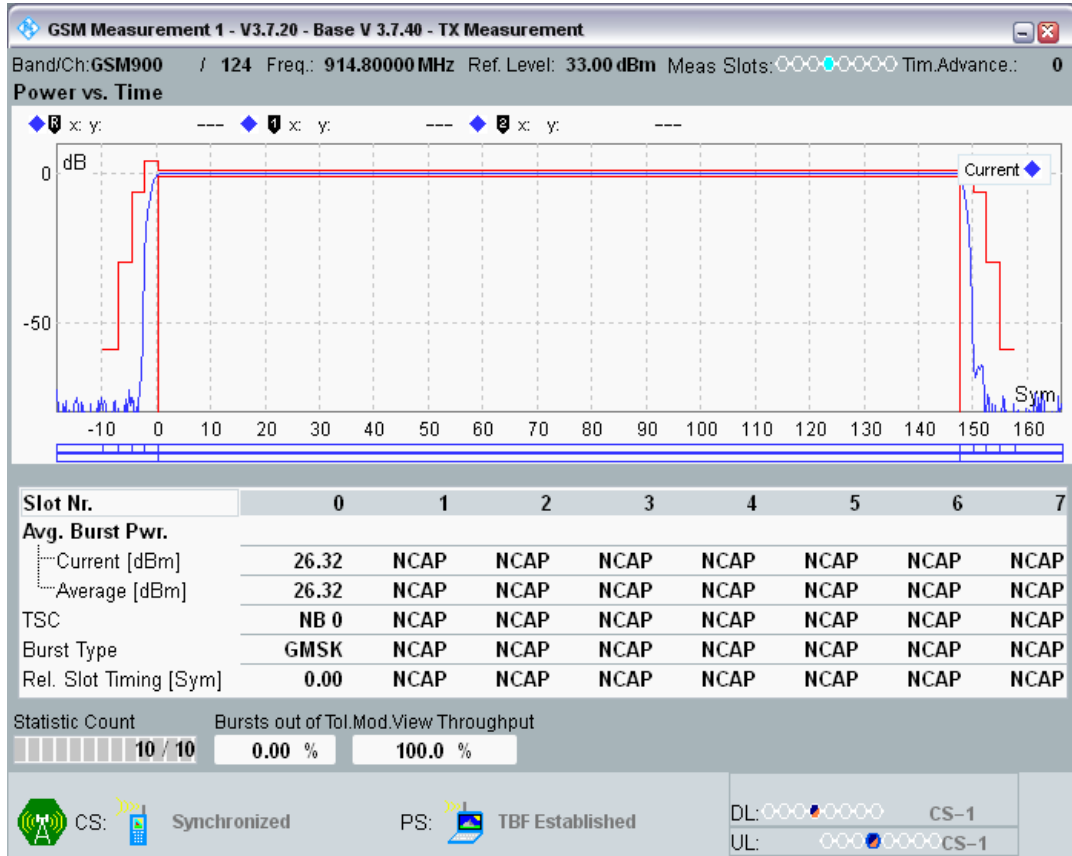 GSM Measurement 1 - V3.7.20 - Base V 3.7.40 - TX Measurement
Band/Ch:GSM900 / 124 Freq.: 914.80000 MHz Ref. Level: 33.00 dBm Meas Slots: Tim.Advance.: 0
Power vs. Time
R x: y: --- 1 x: y: --- 2 x: y: ---
dB
0
Current
-50
Sym
-10 0 10 20 30 40 50 60 70 80 90 100 110 120 130 140 150 160
Slot Nr. 0 1 2 3 4 5 6 7
Avg. Burst Pwr.
Current [dBm] 26.32 NCAP NCAP NCAP NCAP NCAP NCAP NCAP
Average [dBm] 26.32 NCAP NCAP NCAP NCAP NCAP NCAP NCAP
TSC NB 0 NCAP NCAP NCAP NCAP NCAP NCAP NCAP
Burst Type GMSK NCAP NCAP NCAP NCAP NCAP NCAP NCAP
Rel. Slot Timing [Sym] 0.00 NCAP NCAP NCAP NCAP NCAP NCAP NCAP
Statistic Count Bursts out of Tol. Mod.View Throughput
10 / 10 0.00 % 100.0 %
CS: Synchronized PS: TBF Established DL: CS-1
UL: CS-1